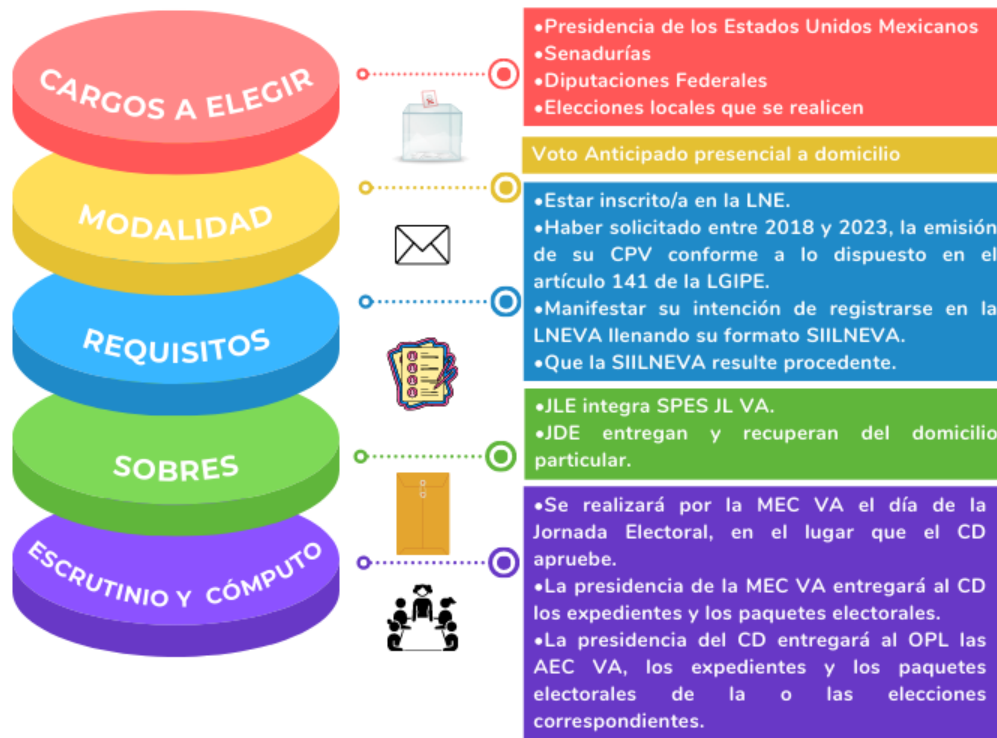 CARGOS A ELEGIR
•Presidencia de los Estados Unidos Mexicanos
•Senadurías
•Diputaciones Federales
•Elecciones locales que se realicen
MODALIDAD
Voto Anticipado presencial a domicilio
REQUISITOS
•Estar inscrito/a en la LNE.
•Haber solicitado entre 2018 y 2023, la emisión
de su CPV conforme a lo dispuesto en el
artículo 141 de la LGIPE.
•Manifestar su intención de registrarse en la
LNEVA llenando su formato SIILNEVA.
•Que la SIILNEVA resulte procedente.
SOBRES
•JLE integra SPES JL VA.
•JDE entregan y recuperan del domicilio
particular.
ESCRUTINIO Y CÓMPUTO
•Se realizará por la MEC VA el día de la
Jornada Electoral, en el lugar que el CD
apruebe.
•La presidencia de la MEC VA entregará al CD
los expedientes y los paquetes electorales.
•La presidencia del CD entregará al OPL las
AEC VA, los expedientes y los paquetes
electorales de la o las elecciones
correspondientes.